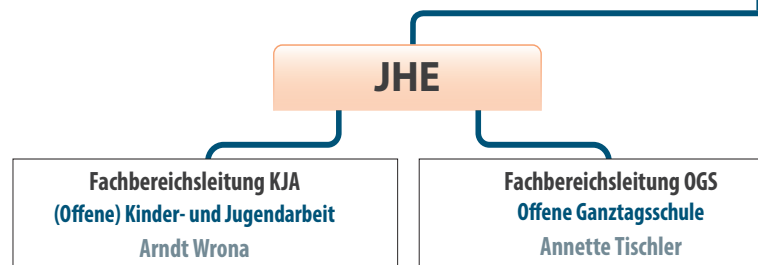 JHE
Fachbereichsleitung KJA
(Offene) Kinder- und Jugendarbeit
Arndt Wrona
Fachbereichsleitung OGS
Offene Ganztagsschule
Annette Tischler